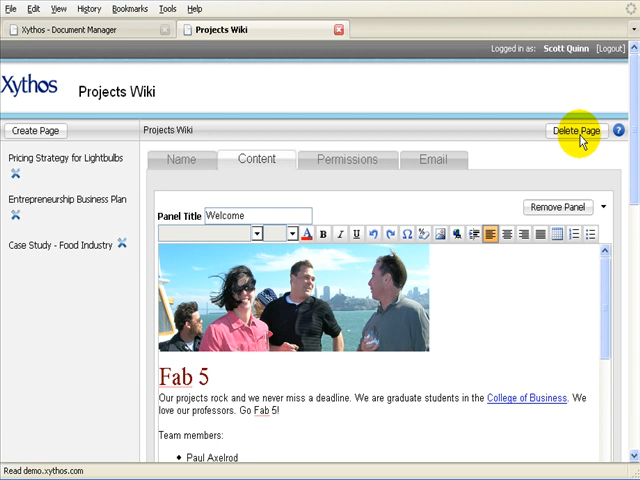 File Edit View History Bookmarks Tools Help
Xythos - Document Manager
Projects Wiki
Logged in as: Scott Quinn [Logout]
Xythos Projects Wiki
Create Page
Projects Wiki
Delete Page
?
Pricing Strategy for Lightbulbs
Entrepreneurship Business Plan
Case Study - Food Industry
Name Content Permissions Email
Remove Panel
Panel Title Welcome
A B I U Ω
Fab 5
Our projects rock and we never miss a deadline. We are graduate students in the College of Business. We
love our professors. Go Fab 5!
Team members:
• Paul Axelrod
Read demo.xythos.com